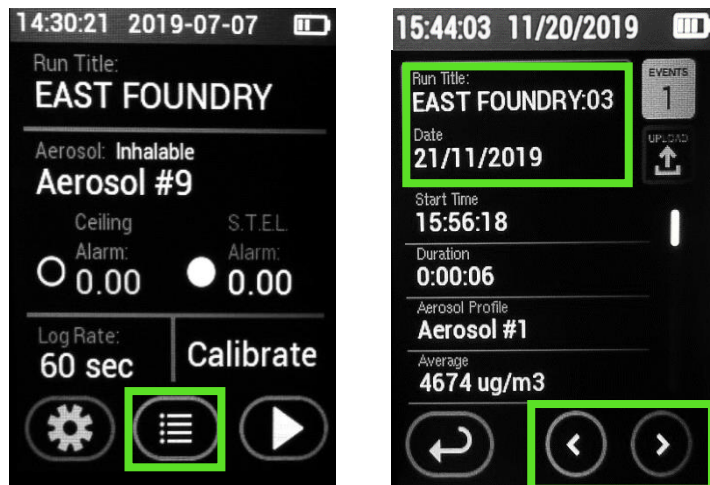 14:30:21 2019-07-07
Run Title:
EAST FOUNDRY
Aerosol: Inhalable
Aerosol #9
Ceiling S.T.E.L.
Alarm: Alarm:
0.00 0.00
Log Rate:
60 sec
Calibrate
15:44:03 11/20/2019
Run Title:
EAST FOUNDRY:03
EVENTS
1
Date
21/11/2019
UPLOAD
Start Time
15:56:18
Duration
0:00:06
Aerosol Profile
Aerosol #1
Average
4674 ug/m3